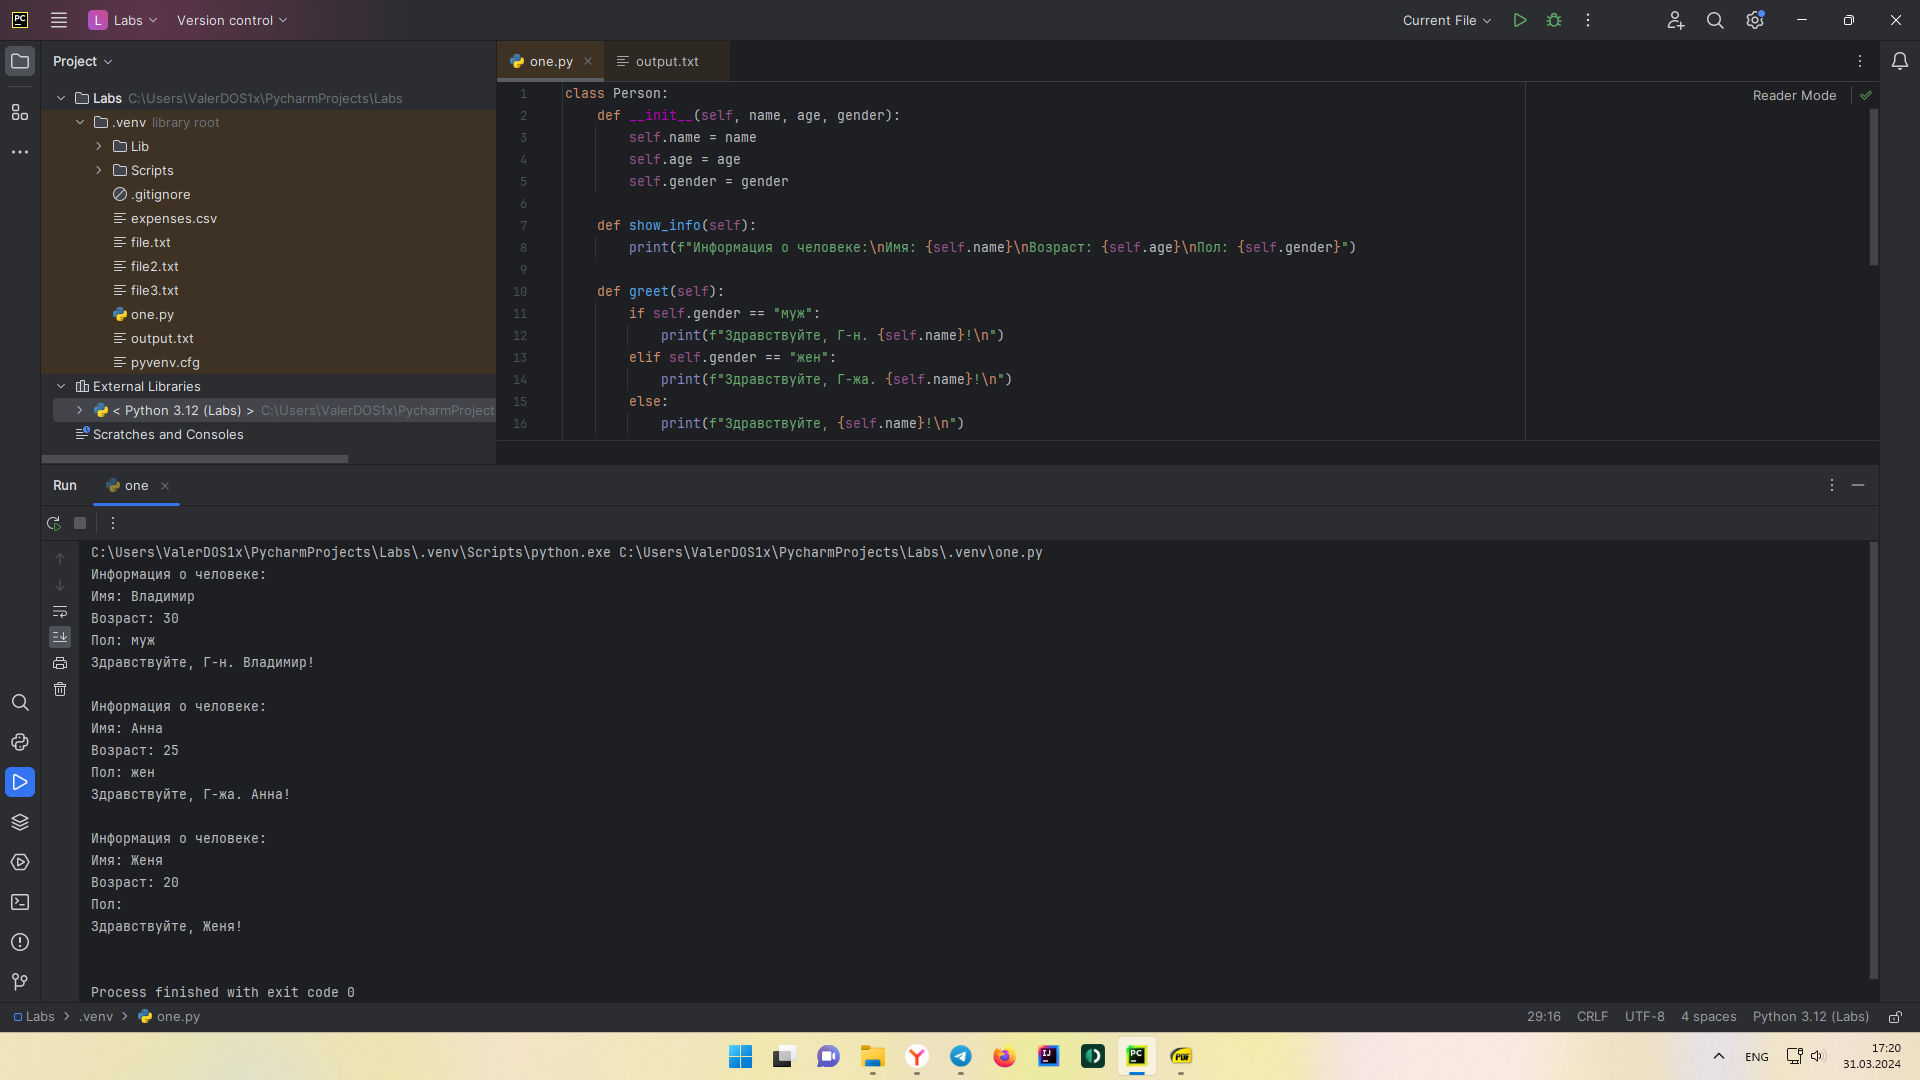 PC
L Labs
Version control
Current File
Project
one.py
output.txt
Labs C:\Users\ValerDOS1x\PycharmProjects\Labs
.venv library root
Lib
Scripts
.gitignore
expenses.csv
file.txt
file2.txt
file3.txt
one.py
output.txt
pyvenv.cfg
External Libraries
< Python 3.12 (Labs) > C:\Users\ValerDOS1x\PycharmProject
Scratches and Consoles
Reader Mode
1 class Person:
2 def __init__(self, name, age, gender):
3 self.name = name
4 self.age = age
5 self.gender = gender
6
7 def show_info(self):
8 print(f"Информация о человеке:\nИмя: {self.name}\nВозраст: {self.age}\nПол: {self.gender}")
9
10 def greet(self):
11 if self.gender == "муж":
12 print(f"Здравствуйте, Г-н. {self.name}!\n")
13 elif self.gender == "жен":
14 print(f"Здравствуйте, Г-жа. {self.name}!\n")
15 else:
16 print(f"Здравствуйте, {self.name}!\n")
Run
one
C:\Users\ValerDOS1x\PycharmProjects\Labs\.venv\Scripts\python.exe C:\Users\ValerDOS1x\PycharmProjects\Labs\.venv\one.py
Информация о человеке:
Имя: Владимир
Возраст: 30
Пол: муж
Здравствуйте, Г-н. Владимир!
Информация о человеке:
Имя: Анна
Возраст: 25
Пол: жен
Здравствуйте, Г-жа. Анна!
Информация о человеке:
Имя: Женя
Возраст: 20
Пол:
Здравствуйте, Женя!
Process finished with exit code 0
Labs > .venv > one.py
29:16 CRLF UTF-8 4 spaces Python 3.12 (Labs)
IJ
PC
PDF
ENG
17:20
31.03.2024